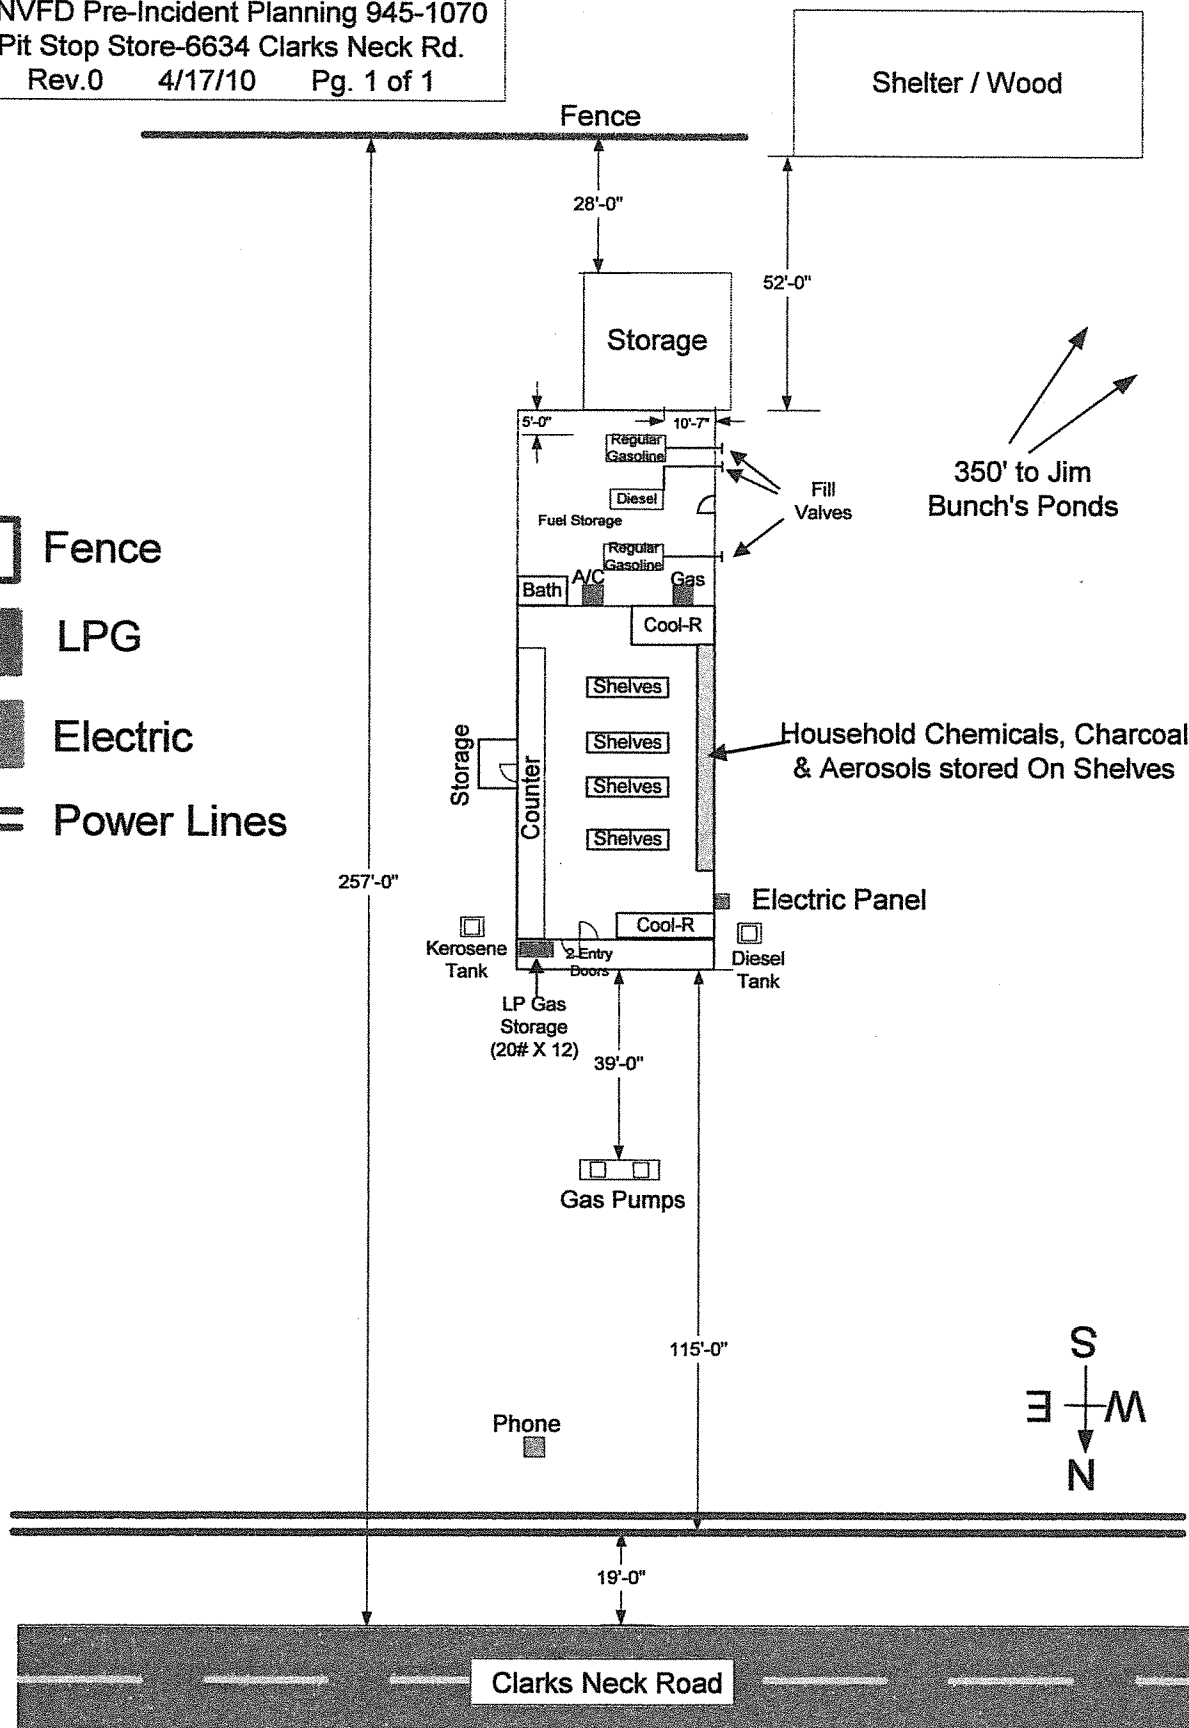 NVFD Pre-Incident Planning 945-1070
Pit Stop Store-6634 Clarks Neck Rd.
Rev.0 4/17/10 Pg. 1 of 1
Shelter / Wood
Fence
28'-0"
52'-0"
Storage
5'-0"
10'-7"
Regular
Gasoline
Diesel
Fuel Storage
Regular
Gasoline
Fill
Valves
350' to Jim
Bunch's Ponds
Fence
LPG
Electric
Power Lines
Bath
A/C
Gas
Cool-R
Shelves
Shelves
Shelves
Shelves
Storage
Counter
Household Chemicals, Charcoal
& Aerosols stored On Shelves
257'-0"
Electric Panel
Cool-R
Kerosene
Tank
2 Entry
Doors
Diesel
Tank
LP Gas
Storage
(20# X 12)
39'-0"
Gas Pumps
115'-0"
S
E
W
N
Phone
19'-0"
Clarks Neck Road